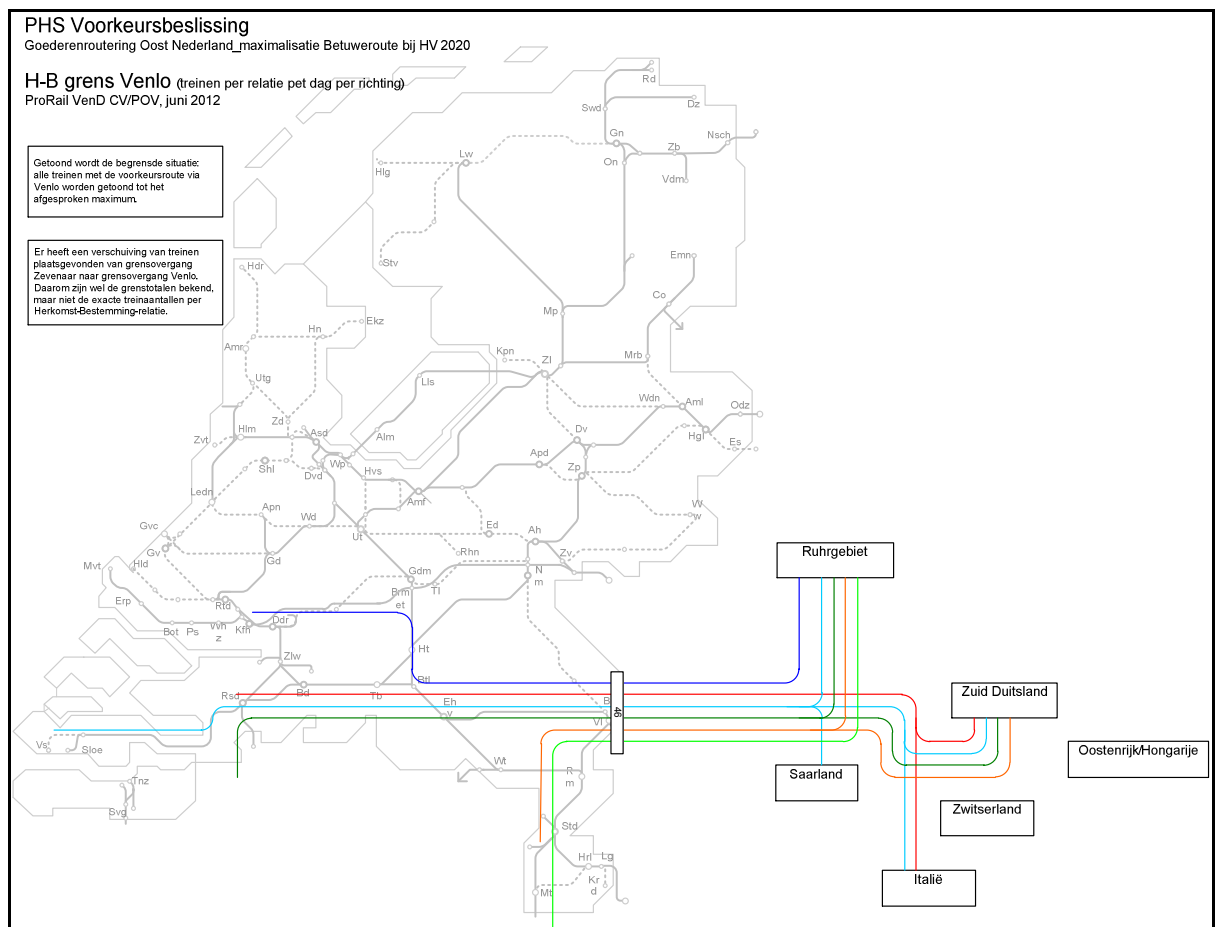 PHS Voorkeursbeslissing
Goederenroutering Oost Nederland_maximalisatie Betuweroute bij HV 2020
H-B grens Venlo (treinen per relatie pet dag per richting)
ProRail VenD CV/POV, juni 2012
Getoond wordt de begrensde situatie:
alle treinen met de voorkeursroute via
Venlo worden getoond tot het
afgesproken maximum.
Er heeft een verschuiving van treinen
plaatsgevonden van grensovergang
Zevenaar naar grensovergang Venlo.
Daarom zijn wel de grenstotalen bekend,
maar niet de exacte treinaantallen per
Herkomst-Bestemming-relatie.
Rd
Swd
Dz
Gn
Nsch
Zb
On
Lw
Hlg
Vdm
Stv
Emn
Hdr
Co
Mp
Ekz
Hn
Amr
Kpn
Zl
Mrb
Utg
Lls
Wdn
Aml
Odz
Zd
Asd
Alm
Dv
Hgl
Es
Zvt
Hlm
Shl
Dvd
Wp
Hvs
Apd
Zp
Ledn
Amf
Apn
Wd
W
w
Gvc
Ut
Ed
Ah
Gv
Gd
Rhn
Zv
Mvt
Hld
Gdm
N
m
Erp
Rtd
Brm
et
Tl
Bot
Ps
Whz
Kfh
Ddr
Zlw
Ht
Rsd
Bd
Tb
Btl
Eh
v
B
Vl
46
Vs
Sloe
Wt
R
m
Tnz
Svg
Std
Hrl
Lg
Kr
d
Mt
Ruhrgebiet
Zuid Duitsland
Oostenrijk/Hongarije
Saarland
Zwitserland
Italië